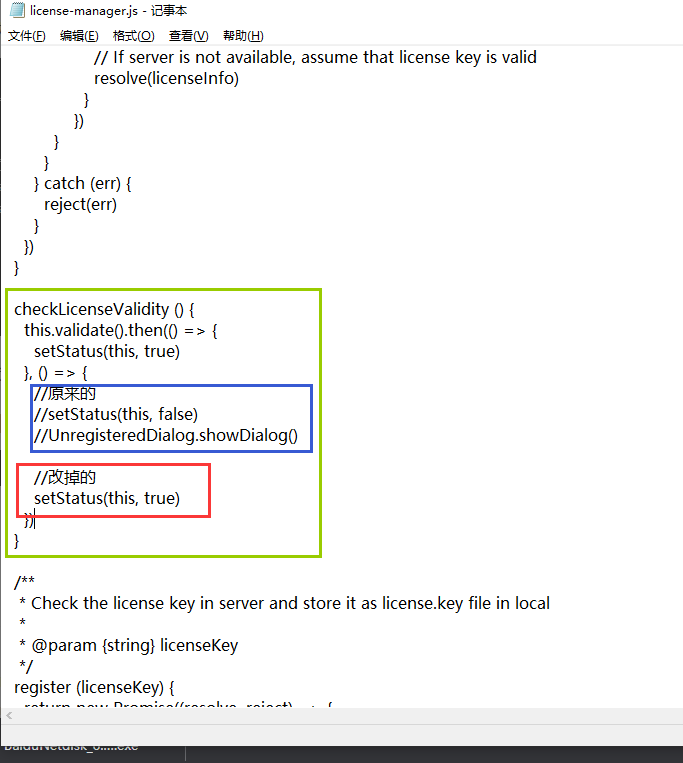 license-manager.js - 记事本
文件(F) 编辑(E) 格式(O) 查看(V) 帮助(H)
// If server is not available, assume that license key is valid
resolve(licenseInfo)
}
})
}
}
} catch (err) {
reject(err)
}
})
}
checkLicenseValidity () {
this.validate().then(() => {
setStatus(this, true)
}, () => {
//原来的
//setStatus(this, false)
//UnregisteredDialog.showDialog()
//改掉的
setStatus(this, true)
})
}
/**
* Check the license key in server and store it as license.key file in local
*
* @param {string} licenseKey
*/
register (licenseKey) {
return new Promise((resolve, reject) => {